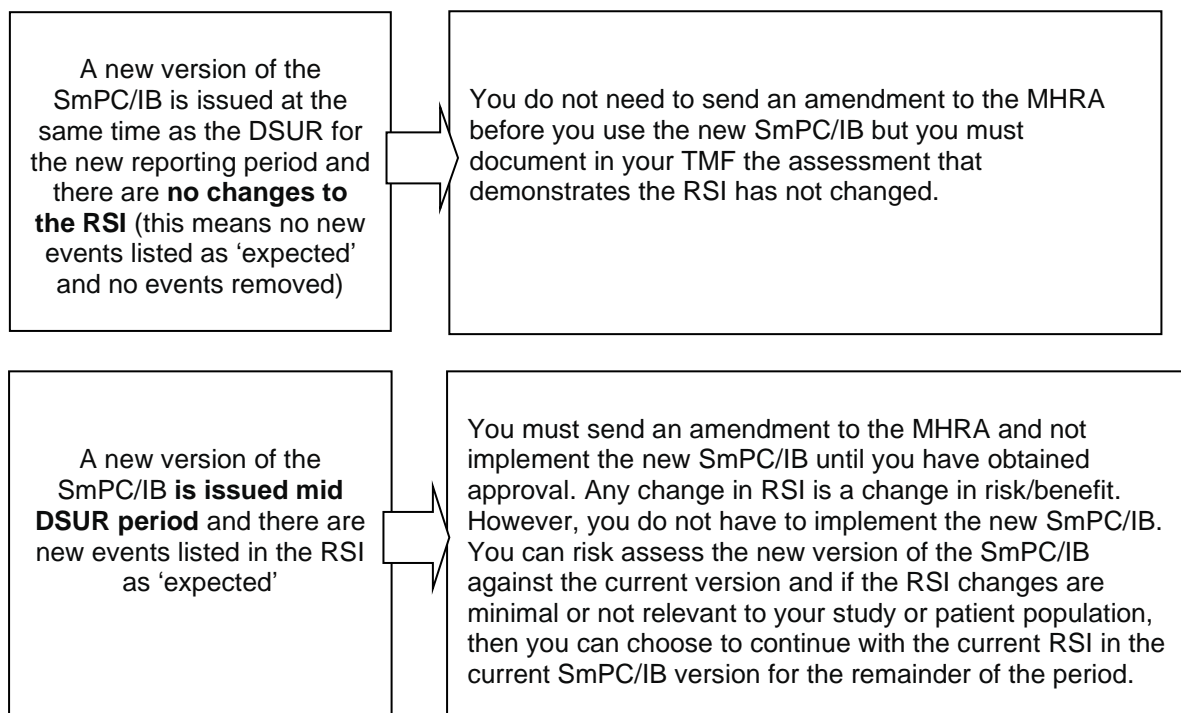 A new version of the
SmPC/IB is issued at the
same time as the DSUR for
the new reporting period and
there are no changes to
the RSI (this means no new
events listed as ‘expected’
and no events removed)
You do not need to send an amendment to the MHRA
before you use the new SmPC/IB but you must
document in your TMF the assessment that
demonstrates the RSI has not changed.
A new version of the
SmPC/IB is issued mid
DSUR period and there are
new events listed in the RSI
as ‘expected’
You must send an amendment to the MHRA and not
implement the new SmPC/IB until you have obtained
approval. Any change in RSI is a change in risk/benefit.
However, you do not have to implement the new SmPC/IB.
You can risk assess the new version of the SmPC/IB
against the current version and if the RSI changes are
minimal or not relevant to your study or patient population,
then you can choose to continue with the current RSI in the
current SmPC/IB version for the remainder of the period.